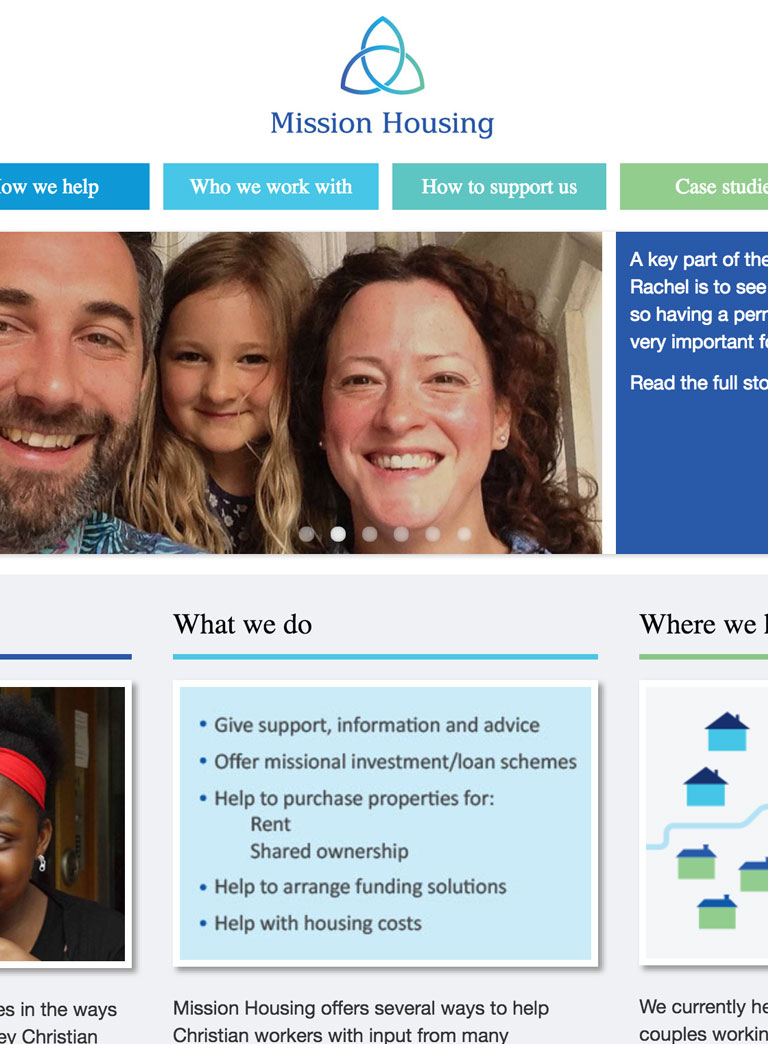 Mission Housing
How we help
Who we work with
How to support us
Case studie
A key part of the
Rachel is to see
so having a perm
very important fo
Read the full sto
What we do
Where we h
• Give support, information and advice
• Offer missional investment/loan schemes
• Help to purchase properties for:
Rent
Shared ownership
• Help to arrange funding solutions
• Help with housing costs
es in the ways
ey Christian
Mission Housing offers several ways to help
Christian workers with input from many
We currently he
couples workin